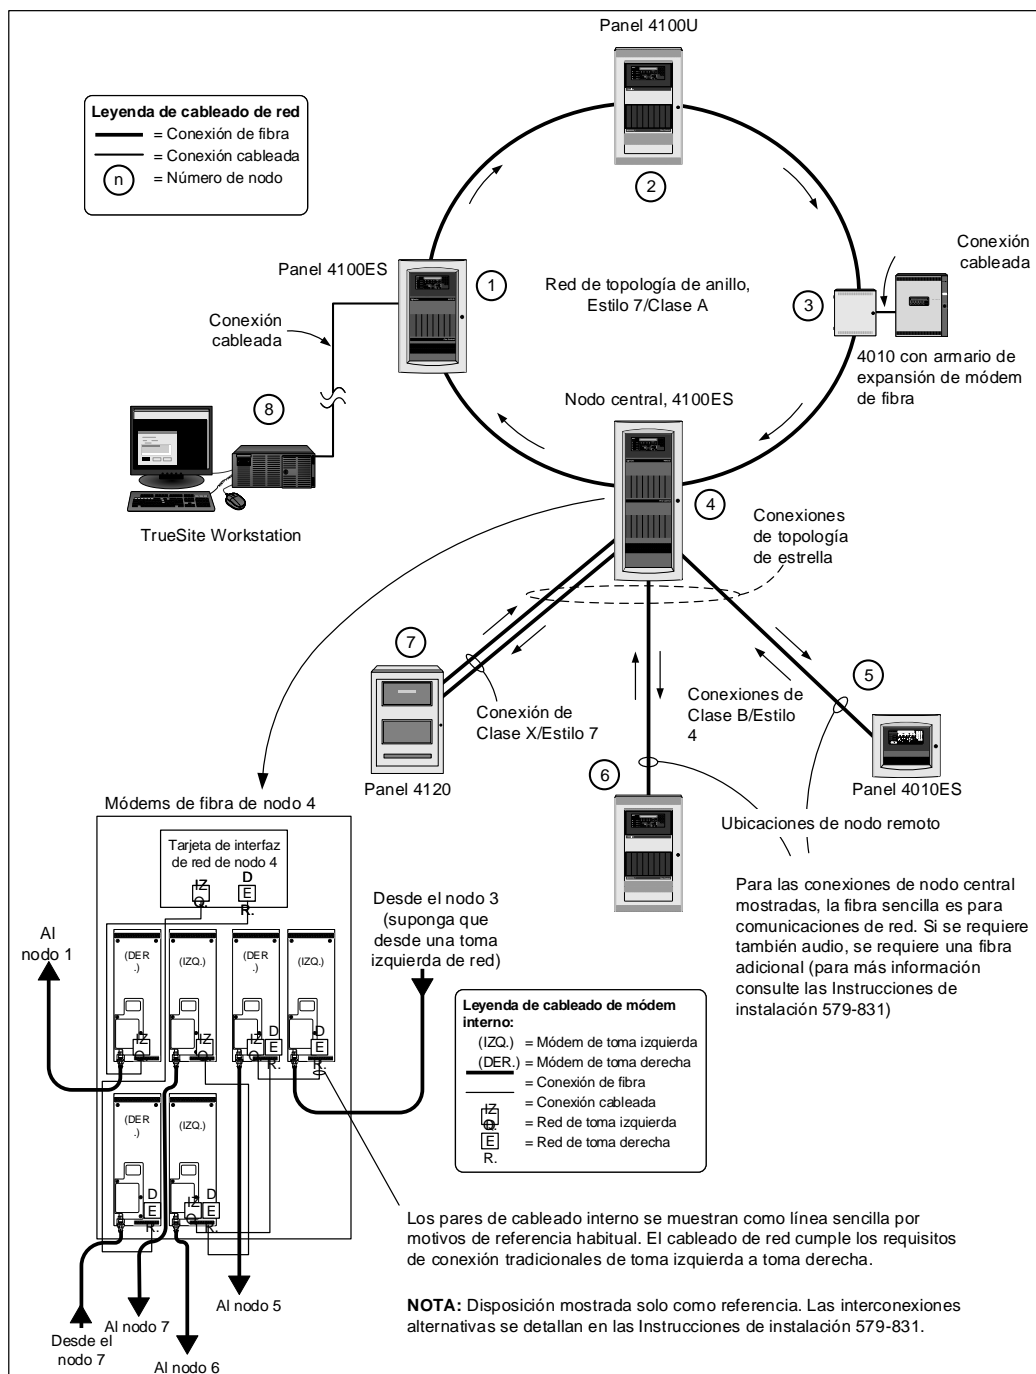 Panel 4100U
Leyenda de cableado de red
= Conexión de fibra
= Conexión cableada
n
= Número de nodo
2
Panel 4100ES
1
Red de topología de anillo,
Estilo 7/Clase A
Conexión
cableada
3
Conexión
cableada
4010 con armario de
expansión de módem
de fibra
8
Nodo central, 4100ES
4
TrueSite Workstation
Conexiones
de topología
de estrella
7
5
Conexión de
Clase X/Estilo 7
Conexiones de
Clase B/Estilo
4
6
Panel 4120
Panel 4010ES
Ubicaciones de nodo remoto
Módems de fibra de nodo 4
Tarjeta de interfaz
de red de nodo 4
IZ
Q.
D
E
R.
Al
nodo 1
Desde el nodo 3
(suponga que
desde una toma
izquierda de red)
Para las conexiones de nodo central
mostradas, la fibra sencilla es para
comunicaciones de red. Si se requiere
también audio, se requiere una fibra
adicional (para más información
consulte las Instrucciones de
instalación 579-831)
(DER
.)
(IZQ.)
(DER
.)
(IZQ.)
IZ
Q.
IZ
Q.
IZ
Q.
D
E
R.
D
E
R.
Leyenda de cableado de módem
interno:
(IZQ.) = Módem de toma izquierda
(DER.) = Módem de toma derecha
= Conexión de fibra
= Conexión cableada
IZ
Q.
= Red de toma izquierda
D
E
R.
= Red de toma derecha
(DER
.)
(IZQ.)
D
E
R.
IZ
Q.
D
E
R.
Los pares de cableado interno se muestran como línea sencilla por
motivos de referencia habitual. El cableado de red cumple los requisitos
de conexión tradicionales de toma izquierda a toma derecha.
NOTA: Disposición mostrada solo como referencia. Las interconexiones
alternativas se detallan en las Instrucciones de instalación 579-831.
Al nodo 5
Al nodo 7
Desde el
nodo 7
Al nodo 6